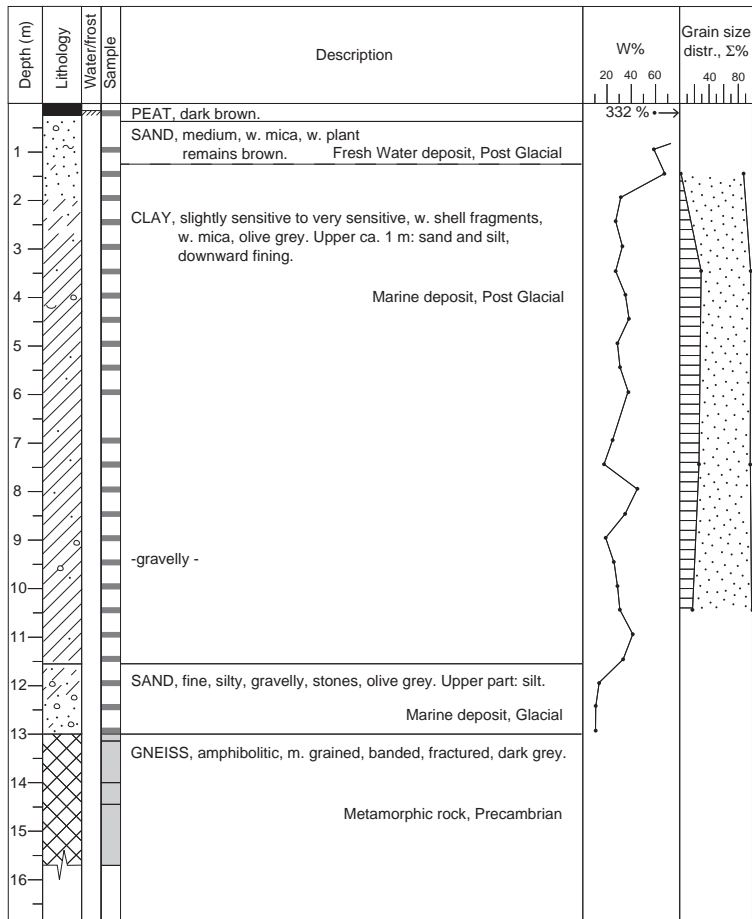 Depth (m)
Lithology
Water/frost
Sample
Description
W%
20 40 60
Grain size
distr., Σ%
40 80
PEAT, dark brown.
332 %
SAND, medium, w. mica, w. plant
remains brown.
Fresh Water deposit, Post Glacial
1
2
CLAY, slightly sensitive to very sensitive, w. shell fragments,
w. mica, olive grey. Upper ca. 1 m: sand and silt,
downward fining.
3
Marine deposit, Post Glacial
4
5
6
7
8
9
-gravelly -
10
11
SAND, fine, silty, gravelly, stones, olive grey. Upper part: silt.
12
Marine deposit, Glacial
13
GNEISS, amphibolitic, m. grained, banded, fractured, dark grey.
14
Metamorphic rock, Precambrian
15
16